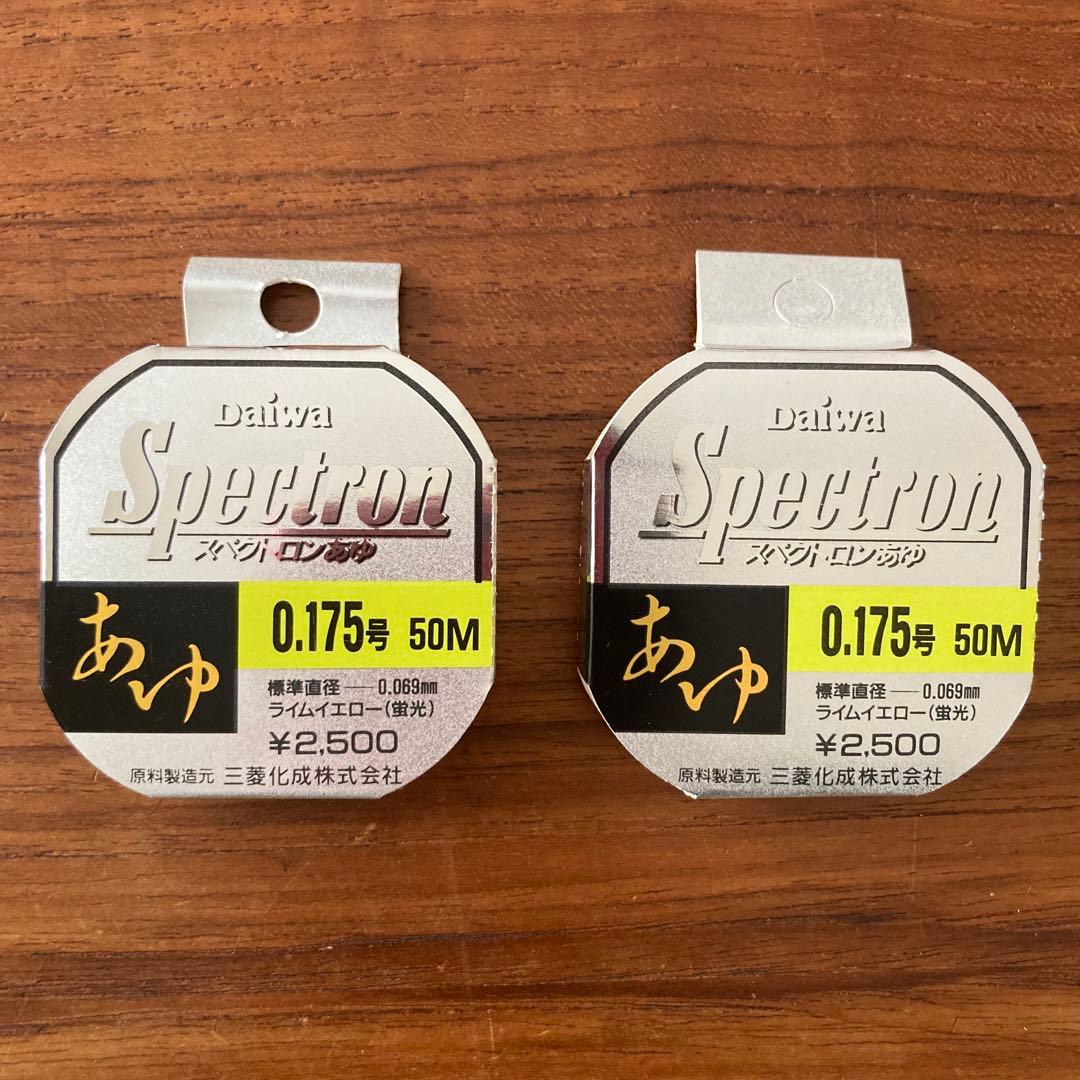 Daiwa
Spectron
スペクトロンあゆ
あゆ
0.175号 50M
標準直径――0.069mm
ライムイエロー(蛍光)
¥2,500
原料製造元 三菱化成株式会社
Daiwa
Spectron
スペクトロンあゆ
あゆ
0.175号 50M
標準直径――0.069mm
ライムイエロー(蛍光)
¥2,500
原料製造元 三菱化成株式会社